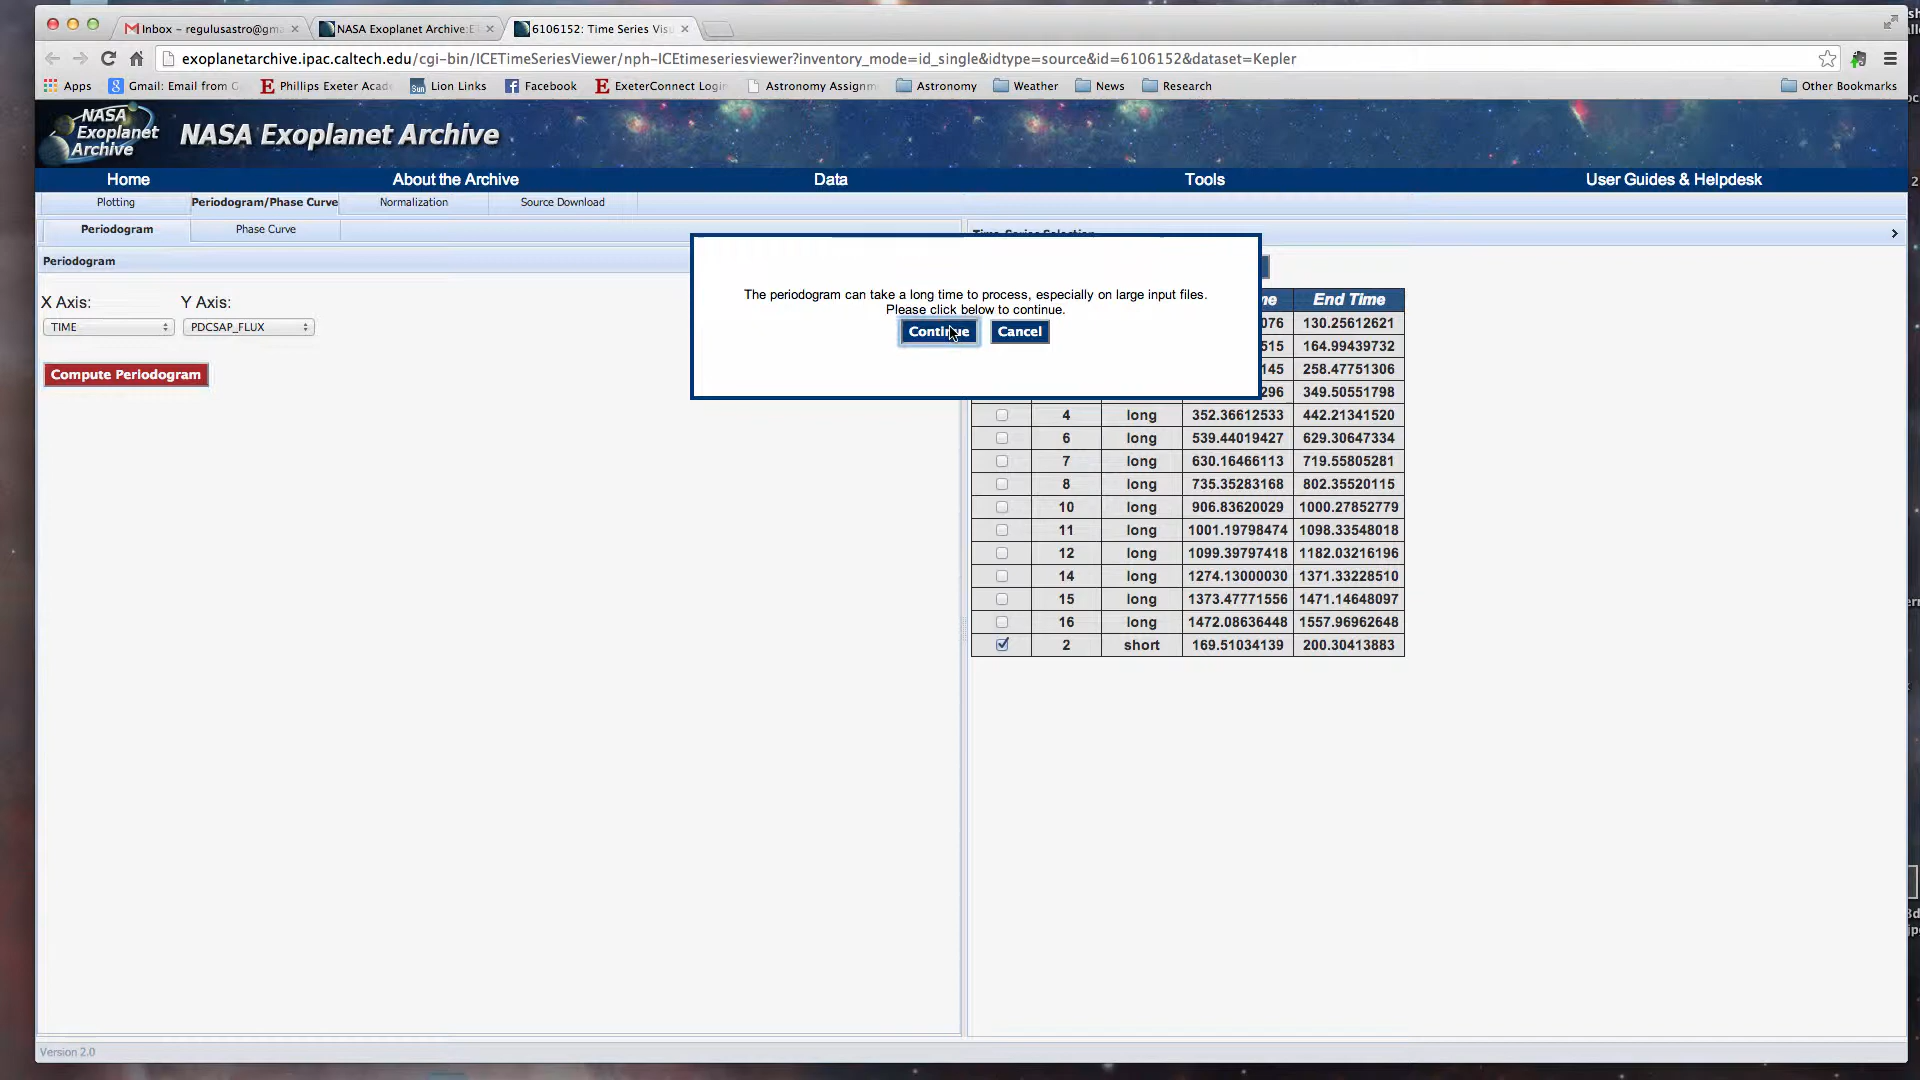 Inbox – regulusastro@gm
NASA Exoplanet Archive:E
6106152: Time Series Vis
exoplanetarchive.ipac.caltech.edu/cgi-bin/ICETimeSeriesViewer/nph-ICEtimeseriesviewer?inventory_mode=id_single&idtype=source&id=6106152&dataset=Kepler
Apps
Gmail: Email from G
Phillips Exeter Acad
Lion Links
Facebook
ExeterConnect Login
Astronomy Assignm
Astronomy
Weather
News
Research
Other Bookmarks
NASA
Exoplanet
Archive
NASA Exoplanet Archive
Home
About the Archive
Data
Tools
User Guides & Helpdesk
Plotting
Periodogram/Phase Curve
Normalization
Source Download
Periodogram
Phase Curve
Periodogram
X Axis:
Y Axis:
TIME
PDCSAP_FLUX
Compute Periodogram
The periodogram can take a long time to process, especially on large input files.
Please click below to continue.
Continue
Cancel
ne End Time
076 130.25612621
515 164.99439732
145 258.47751306
296 349.50551798
4 long 352.36612533 442.21341520
6 long 539.44019427 629.30647334
7 long 630.16466113 719.55805281
8 long 735.35283168 802.35520115
10 long 906.83620029 1000.27852779
11 long 1001.19798474 1098.33548018
12 long 1099.39797418 1182.03216196
14 long 1274.13000030 1371.33228510
15 long 1373.47771556 1471.14648097
16 long 1472.08636448 1557.96962648
2 short 169.51034139 200.30413883
Version 2.0